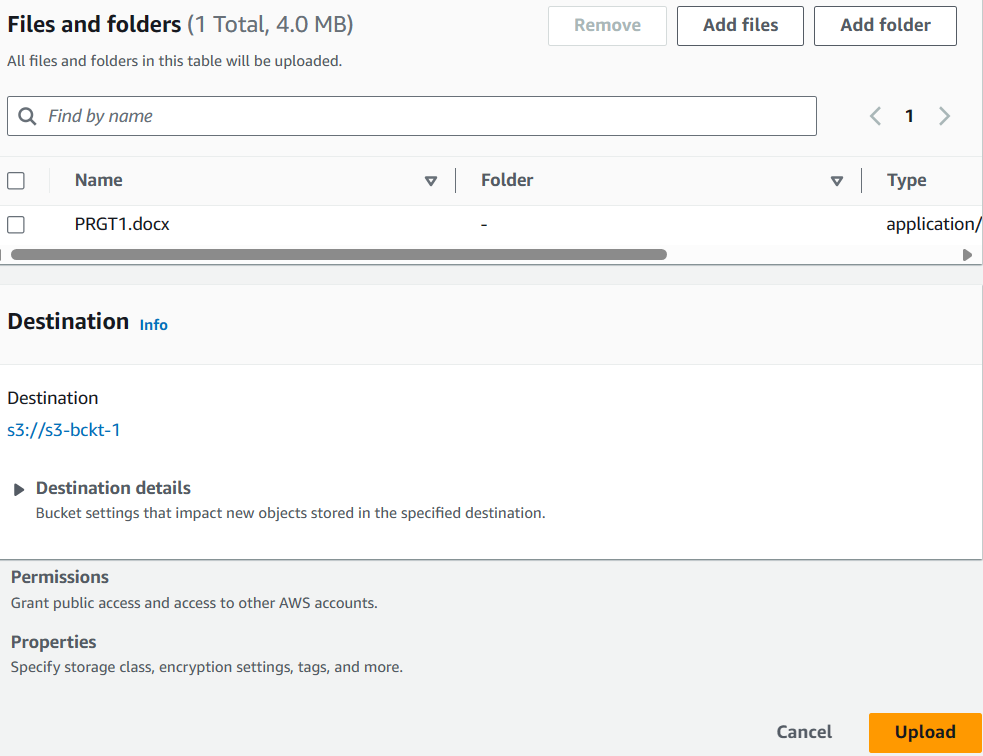 Files and folders (1 Total, 4.0 MB)
Remove
Add files
Add folder
All files and folders in this table will be uploaded.
Find by name
1
Name
Folder
Type
PRGT1.docx
-
application/
Destination Info
Destination
s3://s3-bckt-1
Destination details
Bucket settings that impact new objects stored in the specified destination.
Permissions
Grant public access and access to other AWS accounts.
Properties
Specify storage class, encryption settings, tags, and more.
Cancel
Upload